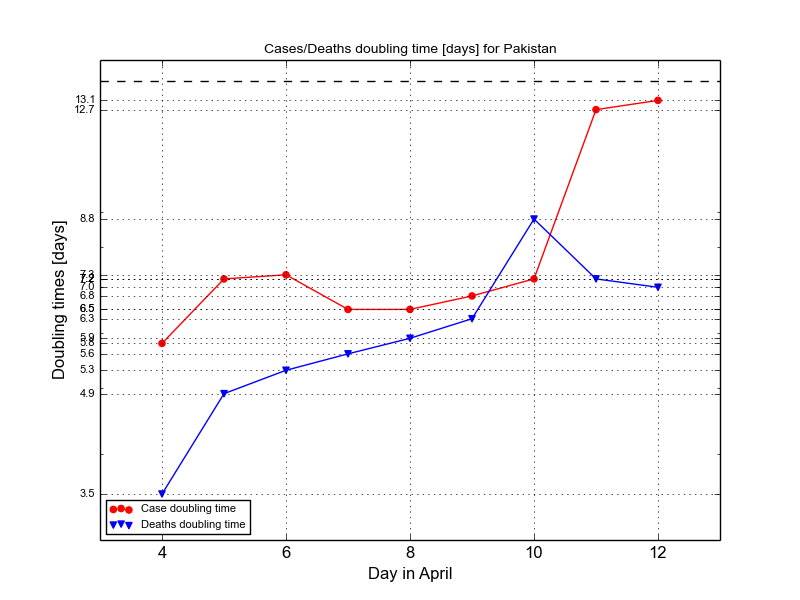 Cases/Deaths doubling time [days] for Pakistan
Doubling times [days]
13.1
12.7
8.8
7.3
7.2
7.0
6.8
6.5
6.3
5.9
5.8
5.6
5.3
4.9
3.5
Case doubling time
Deaths doubling time
4 6 8 10 12
Day in April